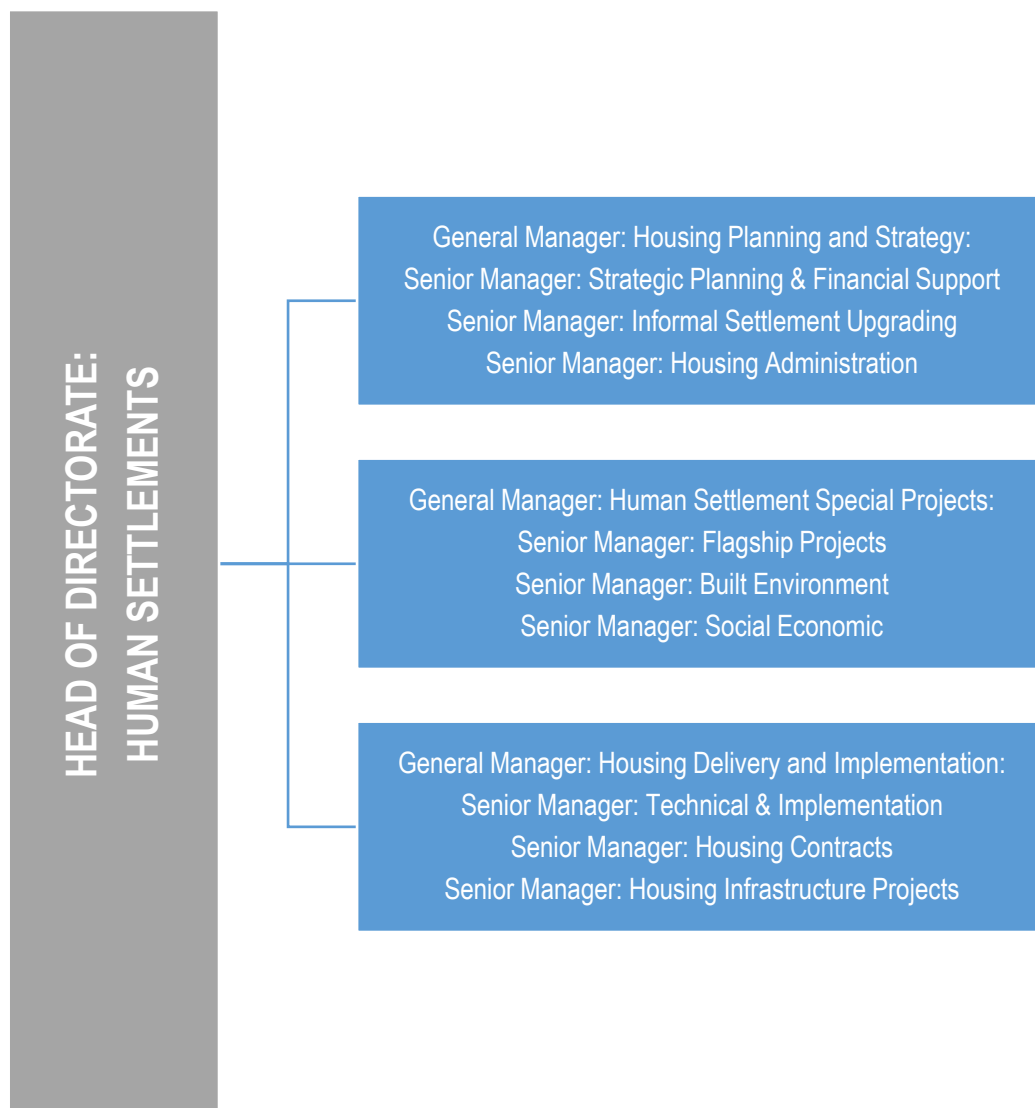 HEAD OF DIRECTORATE:
HUMAN SETTLEMENTS
General Manager: Housing Planning and Strategy:
Senior Manager: Strategic Planning & Financial Support
Senior Manager: Informal Settlement Upgrading
Senior Manager: Housing Administration
General Manager: Human Settlement Special Projects:
Senior Manager: Flagship Projects
Senior Manager: Built Environment
Senior Manager: Social Economic
General Manager: Housing Delivery and Implementation:
Senior Manager: Technical & Implementation
Senior Manager: Housing Contracts
Senior Manager: Housing Infrastructure Projects